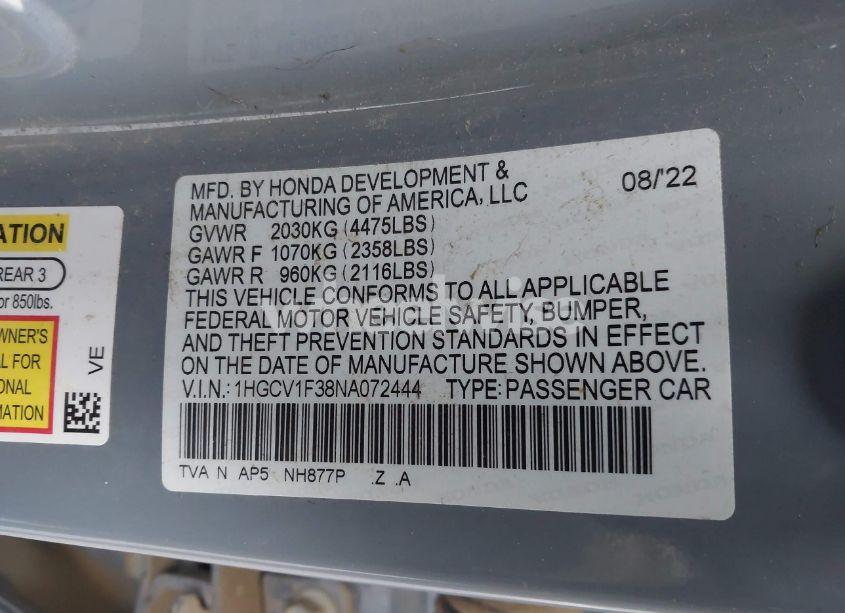 MFD. BY HONDA DEVELOPMENT &
MANUFACTURING OF AMERICA, LLC
08/'22
GVWR 2030KG (4475LBS)
GAWR F 1070KG (2358LBS)
GAWR R 960KG (2116LBS)
THIS VEHICLE CONFORMS TO ALL APPLICABLE
FEDERAL MOTOR VEHICLE SAFETY, BUMPER,
AND THEFT PREVENTION STANDARDS IN EFFECT
ON THE DATE OF MANUFACTURE SHOWN ABOVE.
V.I.N.: 1HGCV1F38NA072444 TYPE: PASSENGER CAR
TVA N AP5 NH877P .Z .A
ATION
REAR 3
or 850lbs.
WNER'S
AL FOR
ONAL
MATION
VE